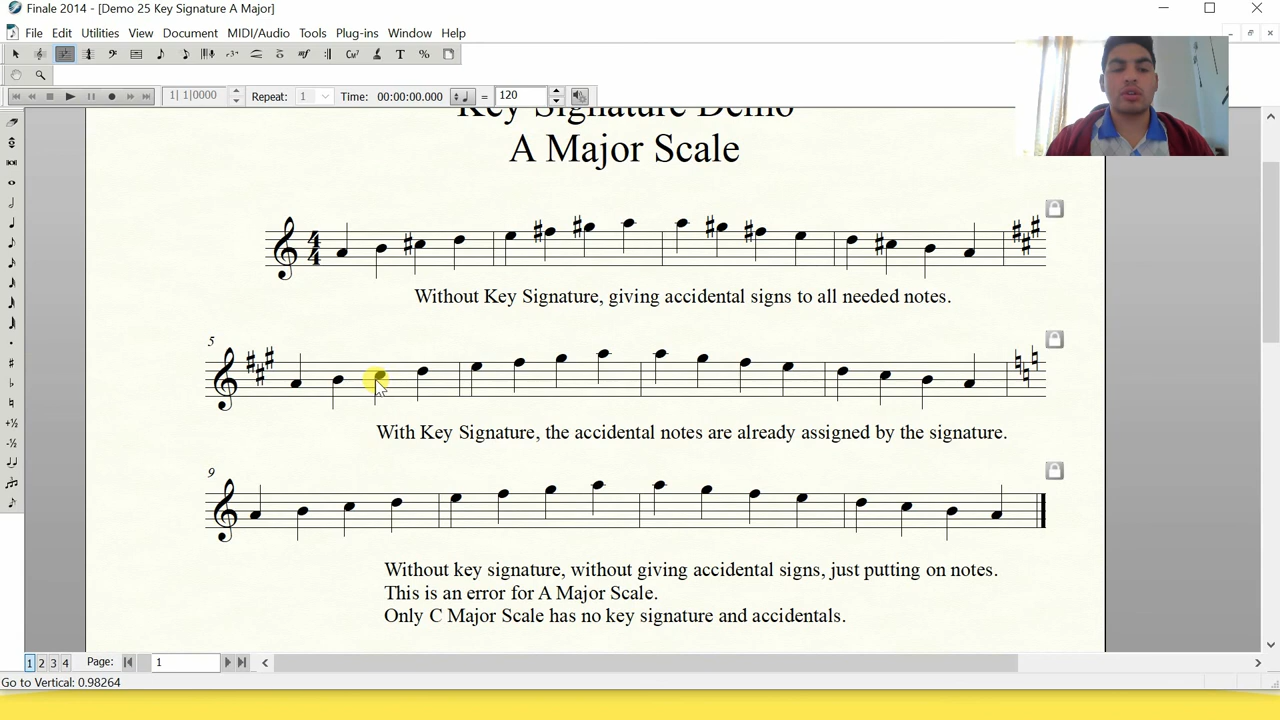 Finale 2014 - [Demo 25 Key Signature A Major]
File Edit Utilities View Document MIDI/Audio Tools Plug-ins Window Help
1| 1|0000 Repeat: 1 Time: 00:00:00 = 120
Key Signature Demo
A Major Scale
Without Key Signature, giving accidental signs to all needed notes.
5
With Key Signature, the accidental notes are already assigned by the signature.
9
Without key signature, without giving accidental signs, just putting on notes.
This is an error for A Major Scale.
Only C Major Scale has no key signature and accidentals.
1 2 3 4 Page: 1
Go to Vertical: 0.98264